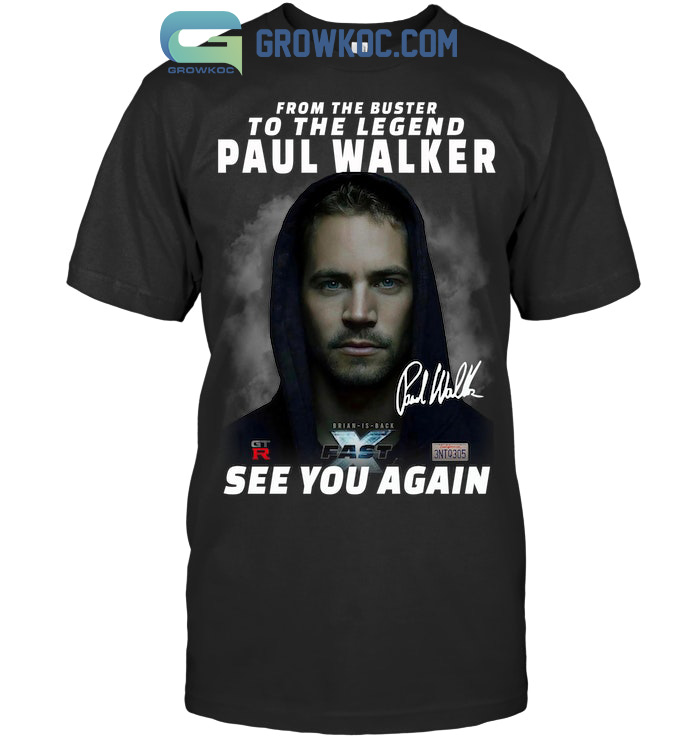 GROWKOC
GROWKOC.COM
FROM THE BUSTER
TO THE LEGEND
PAUL WALKER
Paul Walker
BRIAN-IS-BACK
GT
R
X
FAST
3NT0305
SEE YOU AGAIN